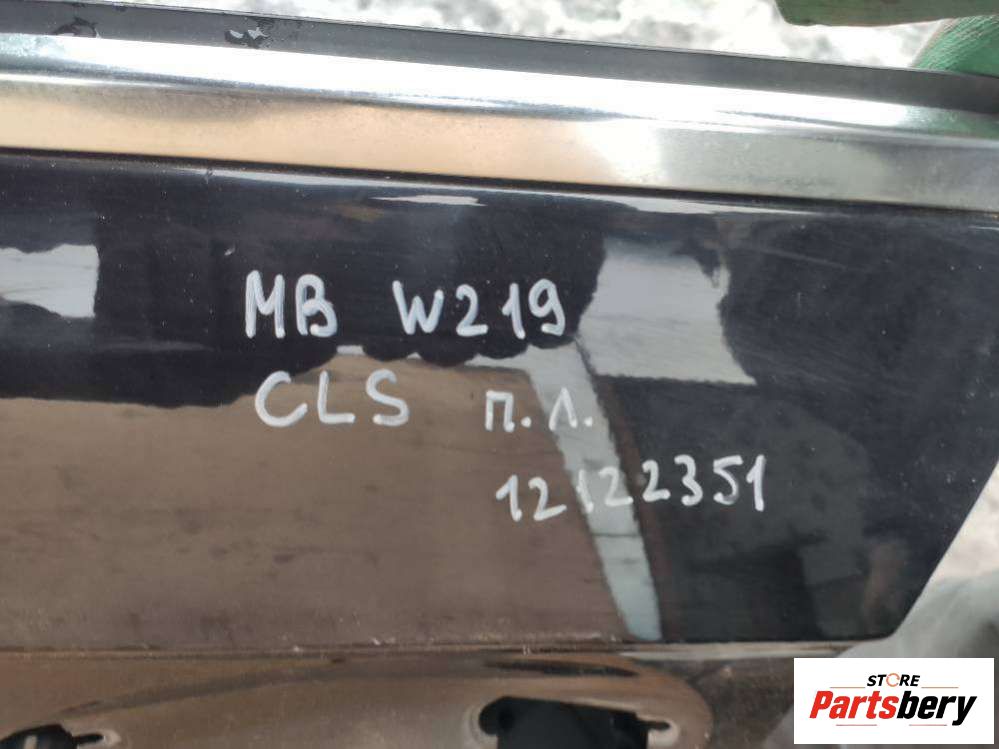 MB W219
CLS п.л.
12122351
STORE
Partsbery